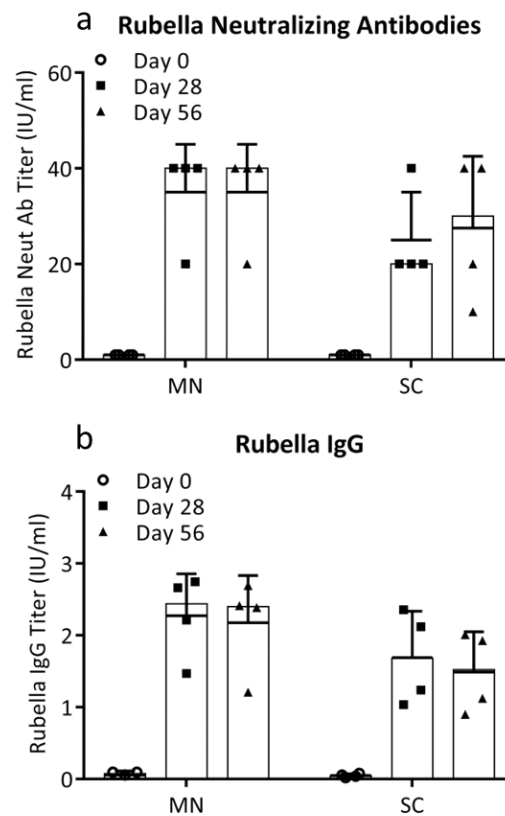 a Rubella Neutralizing Antibodies
Day 0
Day 28
Day 56
Rubella Neut Ab Titer (IU/ml)
60
40
20
0
MN SC
b Rubella IgG
Day 0
Day 28
Day 56
Rubella IgG Titer (IU/ml)
4
3
2
1
0
MN SC